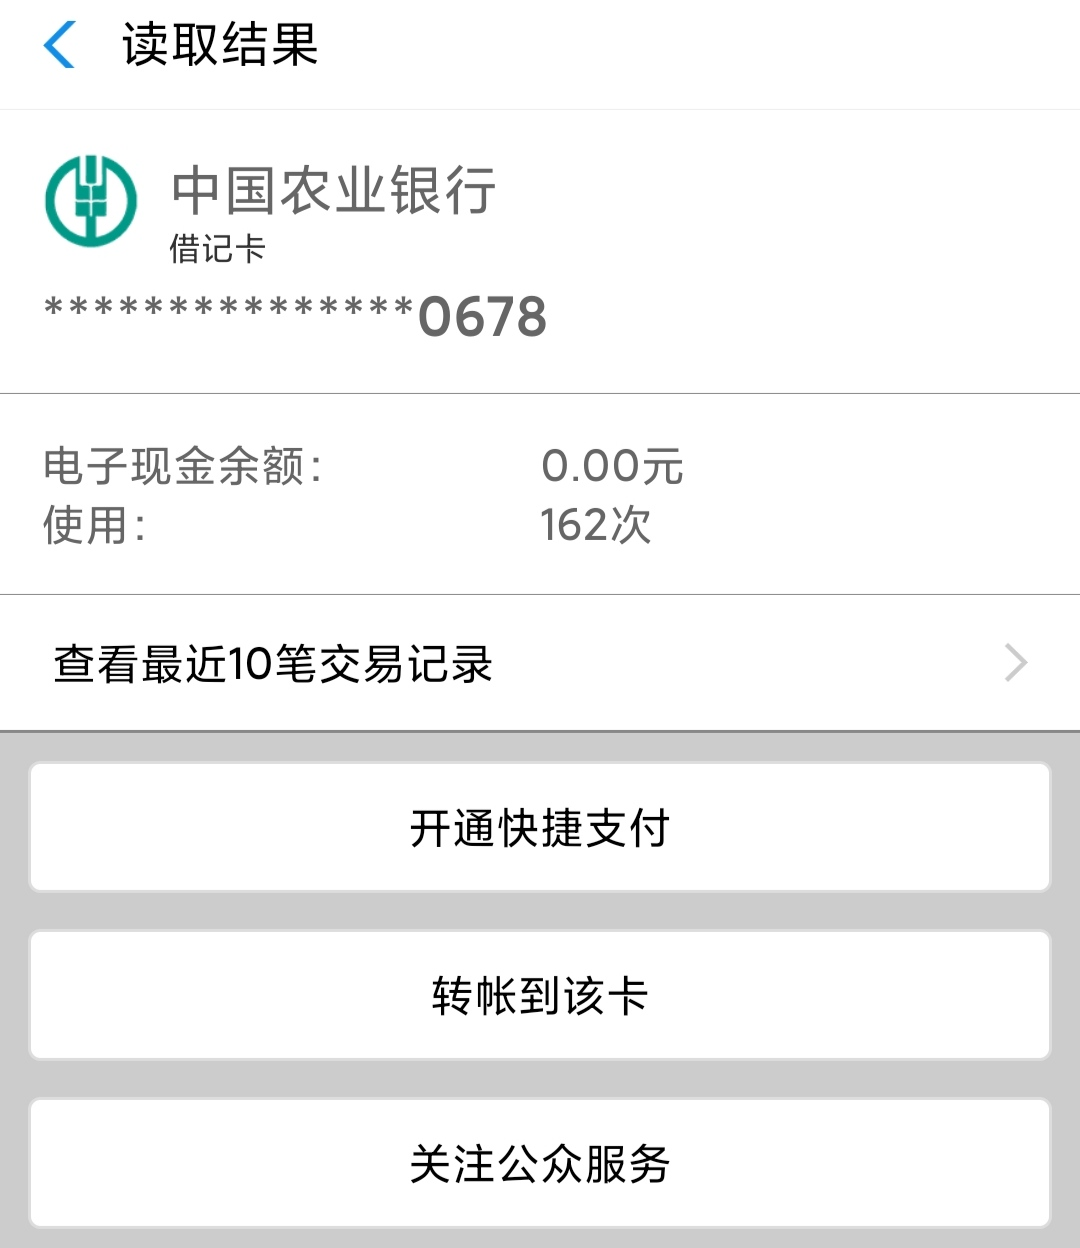 读取结果
中国农业银行
借记卡
***************0678
电子现金余额: 0.00元
使用: 162次
查看最近10笔交易记录
开通快捷支付
转帐到该卡
关注公众服务